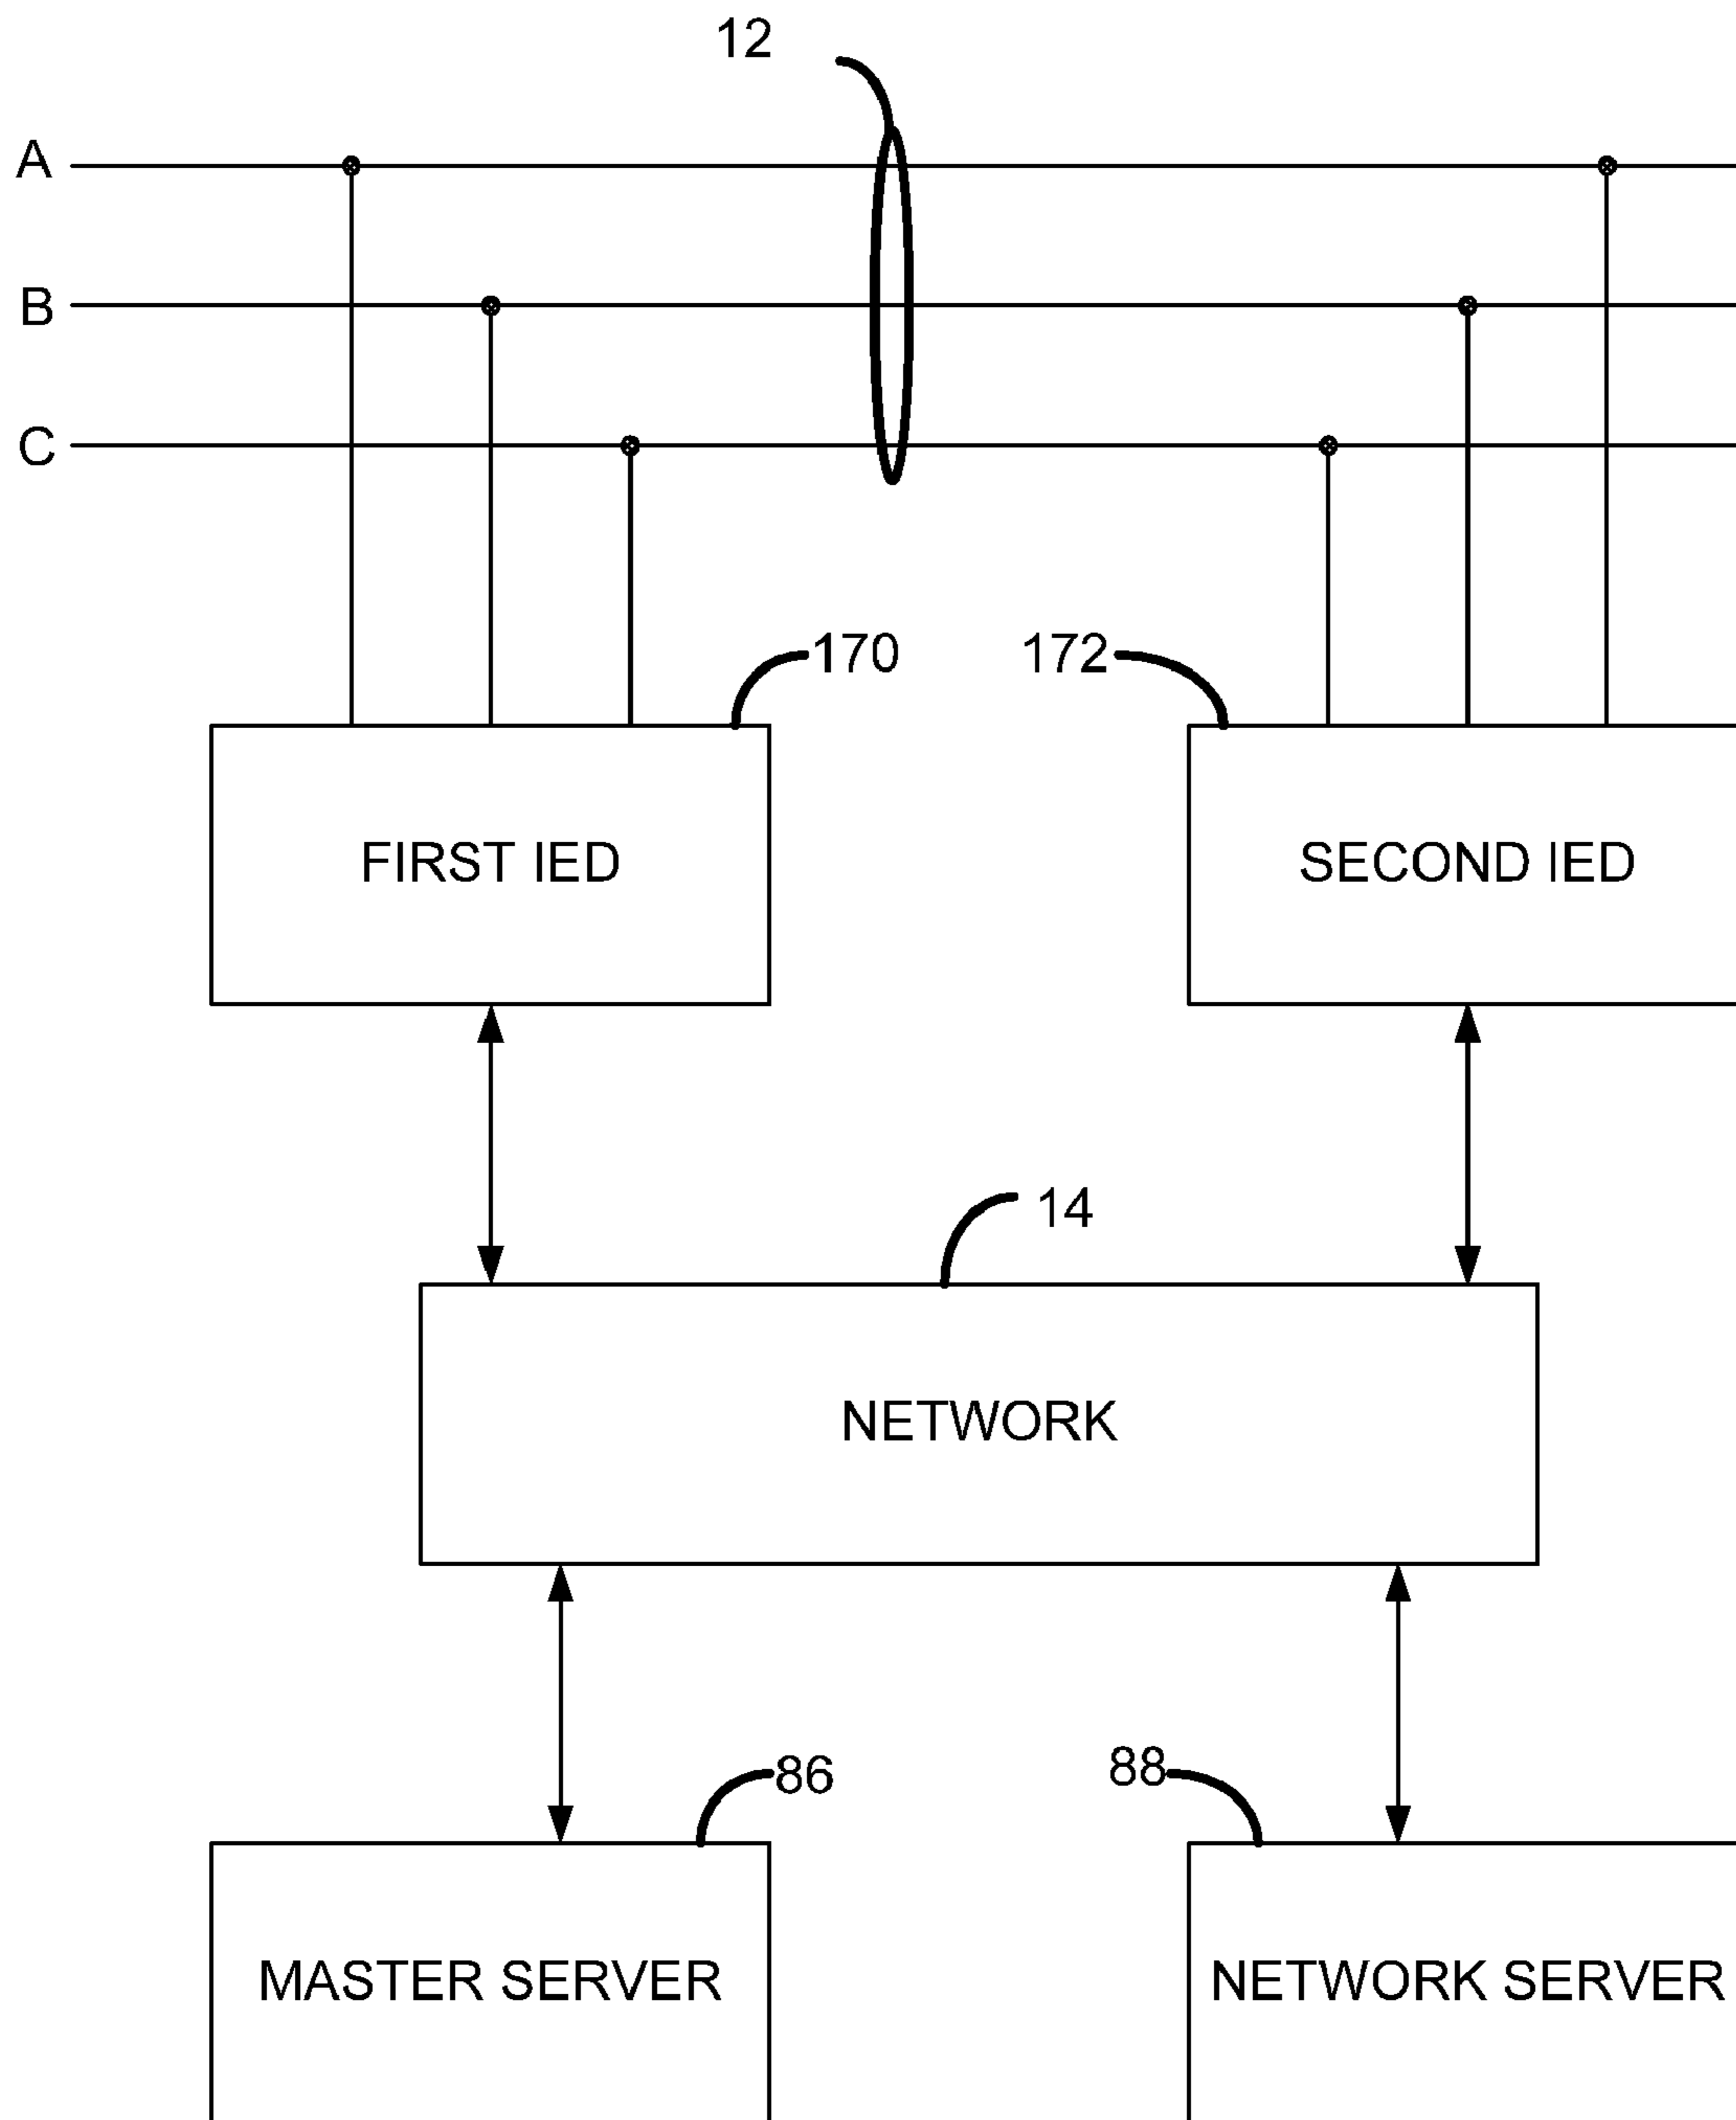 12
A
B
C
170
172
FIRST IED
SECOND IED
14
NETWORK
86
88
MASTER SERVER
NETWORK SERVER